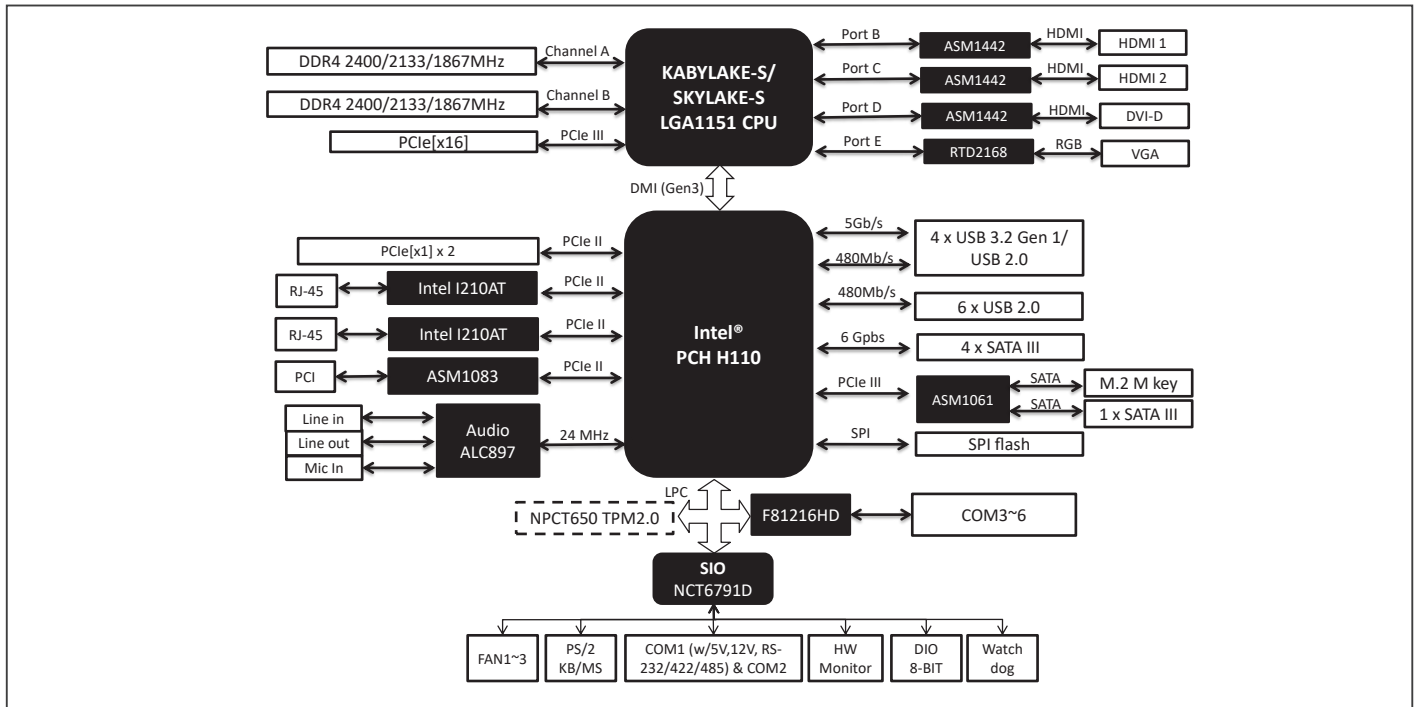 DDR4 2400/2133/1867MHz
Channel A
DDR4 2400/2133/1867MHz
Channel B
PCIe[x16]
PCIe III
KABYLAKE-S/
SKYLAKE-S
LGA1151 CPU
Port B
ASM1442
HDMI
HDMI 1
Port C
ASM1442
HDMI
HDMI 2
Port D
ASM1442
HDMI
DVI-D
Port E
RTD2168
RGB
VGA
DMI (Gen3)
PCIe[x1] x 2
PCIe II
RJ-45
Intel I210AT
PCIe II
RJ-45
Intel I210AT
PCIe II
PCI
ASM1083
PCIe II
Line in
Line out
Mic In
Audio
ALC897
24 MHz
Intel®
PCH H110
5Gb/s
480Mb/s
4 x USB 3.2 Gen 1/
USB 2.0
480Mb/s
6 x USB 2.0
6 Gpbs
4 x SATA III
PCIe III
ASM1061
SATA
M.2 M key
SATA
1 x SATA III
SPI
SPI flash
LPC
NPCT650 TPM2.0
F81216HD
COM3~6
SIO
NCT6791D
FAN1~3
PS/2
KB/MS
COM1 (w/5V,12V, RS-
232/422/485) & COM2
HW
Monitor
DIO
8-BIT
Watch
dog